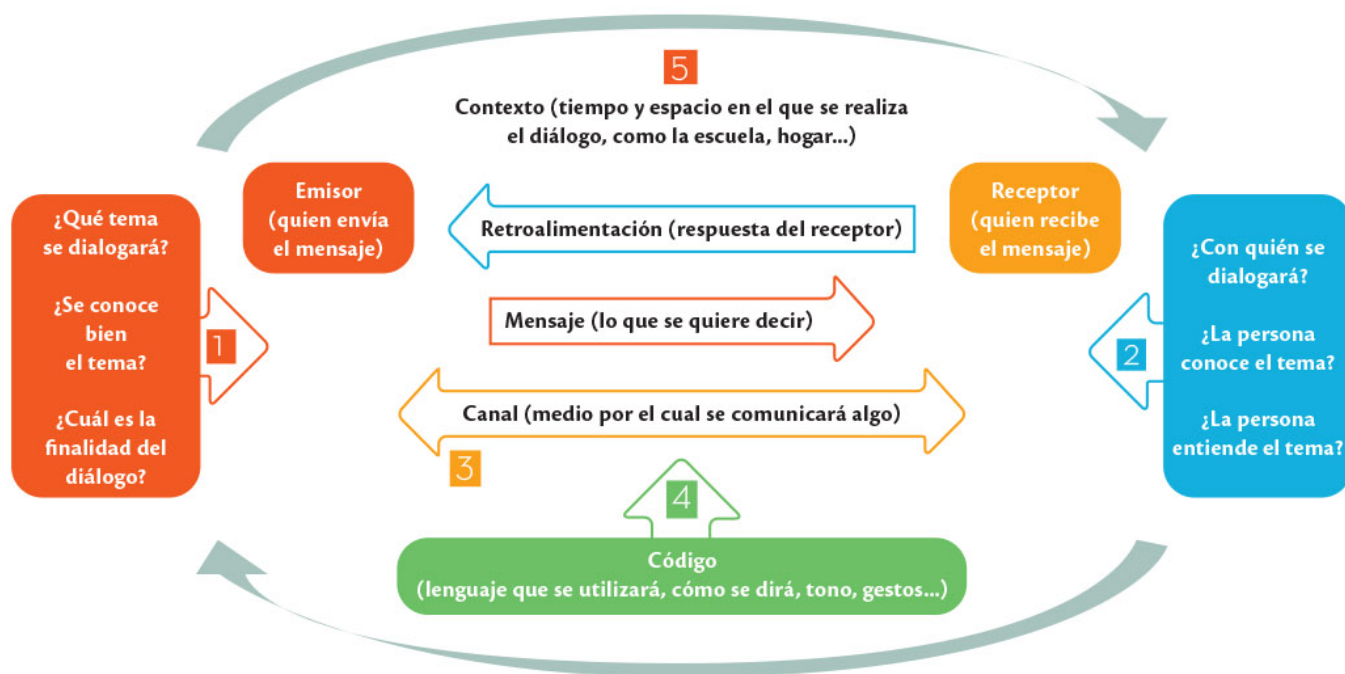 5
Contexto (tiempo y espacio en el que se realiza
el diálogo, como la escuela, hogar...)
Emisor
(quien envía
el mensaje)
Receptor
(quien recibe
el mensaje)
¿Qué tema
se dialogará?
¿Se conoce
bien
el tema?
¿Cuál es la
finalidad del
diálogo?
1
Retroalimentación (respuesta del receptor)
Mensaje (lo que se quiere decir)
Canal (medio por el cual se comunicará algo)
3
2
¿Con quién se
dialogará?
¿La persona
conoce el tema?
¿La persona
entiende el tema?
4
Código
(lenguaje que se utilizará, cómo se dirá, tono, gestos...)